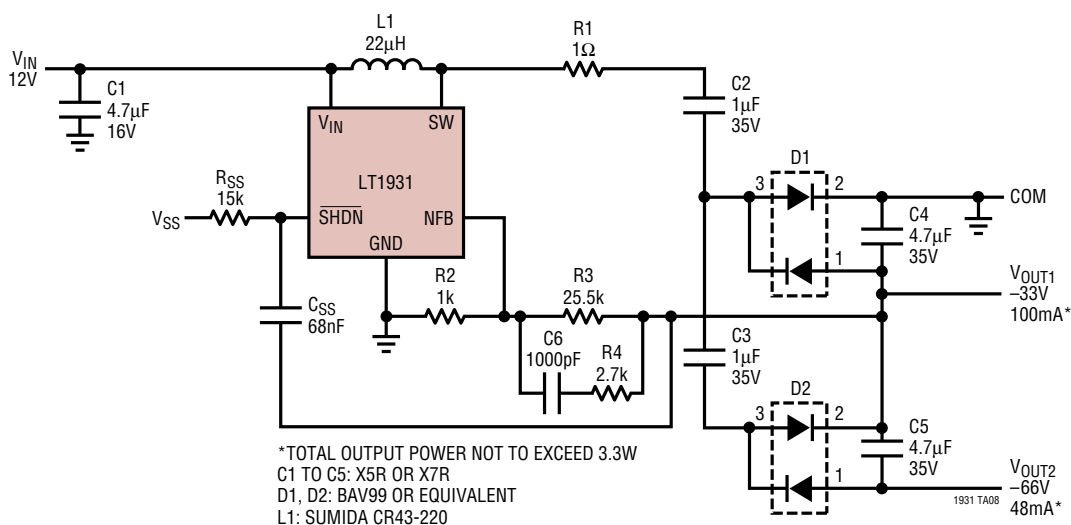 L1
22µH
R1
1Ω
VIN
12V
C1
4.7µF
16V
C2
1µF
35V
VIN
SW
D1
3
2
LT1931
RSS
15k
COM
VSS
SHDN
NFB
C4
4.7µF
35V
GND
1
R2
1k
R3
25.5k
VOUT1
–33V
100mA*
CSS
68nF
C6
1000pF
R4
2.7k
C3
1µF
35V
D2
3
2
C5
4.7µF
35V
1
VOUT2
–66V
48mA*
1931 TA08
*TOTAL OUTPUT POWER NOT TO EXCEED 3.3W
C1 TO C5: X5R OR X7R
D1, D2: BAV99 OR EQUIVALENT
L1: SUMIDA CR43-220